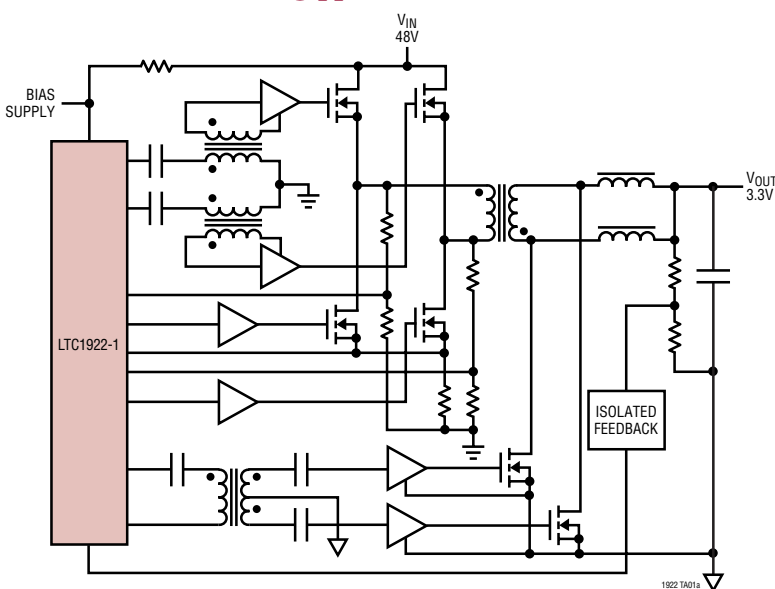 VIN
48V
BIAS
SUPPLY
VOUT
3.3V
LTC1922-1
ISOLATED
FEEDBACK
1922 TA01a